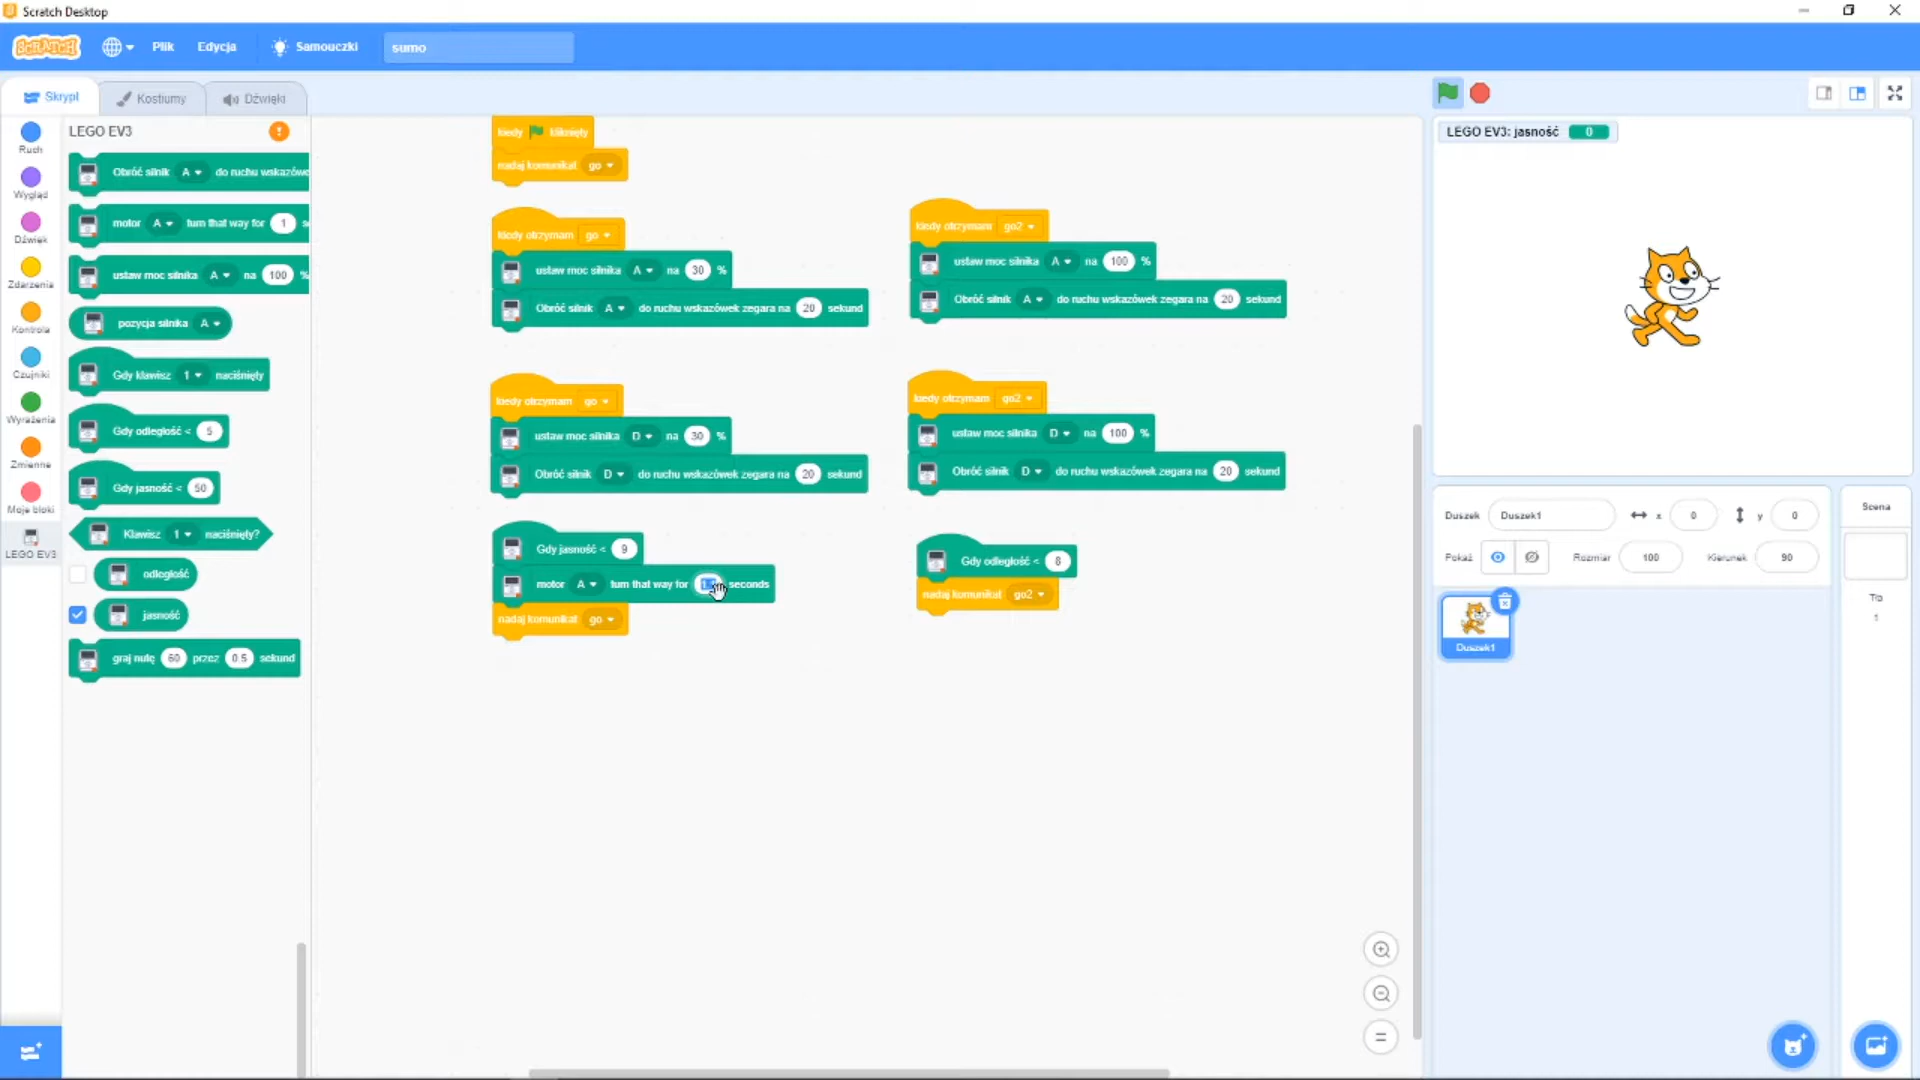 Scratch Desktop
SCRATCH
Plik
Edycja
Samouczki
sumo
Skrypt
Kostiumy
Dźwięki
Ruch
Wygląd
Dźwięk
Zdarzenia
Kontrola
Czujniki
Wyrażenia
Zmienne
Moje bloki
LEGO EV3
LEGO EV3
Obróć silnik A do ruchu wskazówe
motor A turn that way for 1 s
ustaw moc silnika A na 100 %
pozycja silnika A
Gdy klawisz 1 naciśnięty
Gdy odległość < 5
Gdy jasność < 50
Klawisz 1 naciśnięty?
odległość
jasność
graj nutę 60 przez 0.5 sekund
kiedy kliknięty
nadaj komunikat go
kiedy otrzymam go
ustaw moc silnika A na 30 %
Obróć silnik A do ruchu wskazówek zegara na 20 sekund
kiedy otrzymam go
ustaw moc silnika D na 30 %
Obróć silnik D do ruchu wskazówek zegara na 20 sekund
Gdy jasność < 9
motor A turn that way for seconds
nadaj komunikat go
kiedy otrzymam go2
ustaw moc silnika A na 100 %
Obróć silnik A do ruchu wskazówek zegara na 20 sekund
kiedy otrzymam go2
ustaw moc silnika D na 100 %
Obróć silnik D do ruchu wskazówek zegara na 20 sekund
Gdy odległość < 8
nadaj komunikat go2
LEGO EV3: jasność 0
Duszek Duszek1 x 0 y 0
Pokaż Rozmiar 100 Kierunek 90
Duszek1
Scena
Tła
1